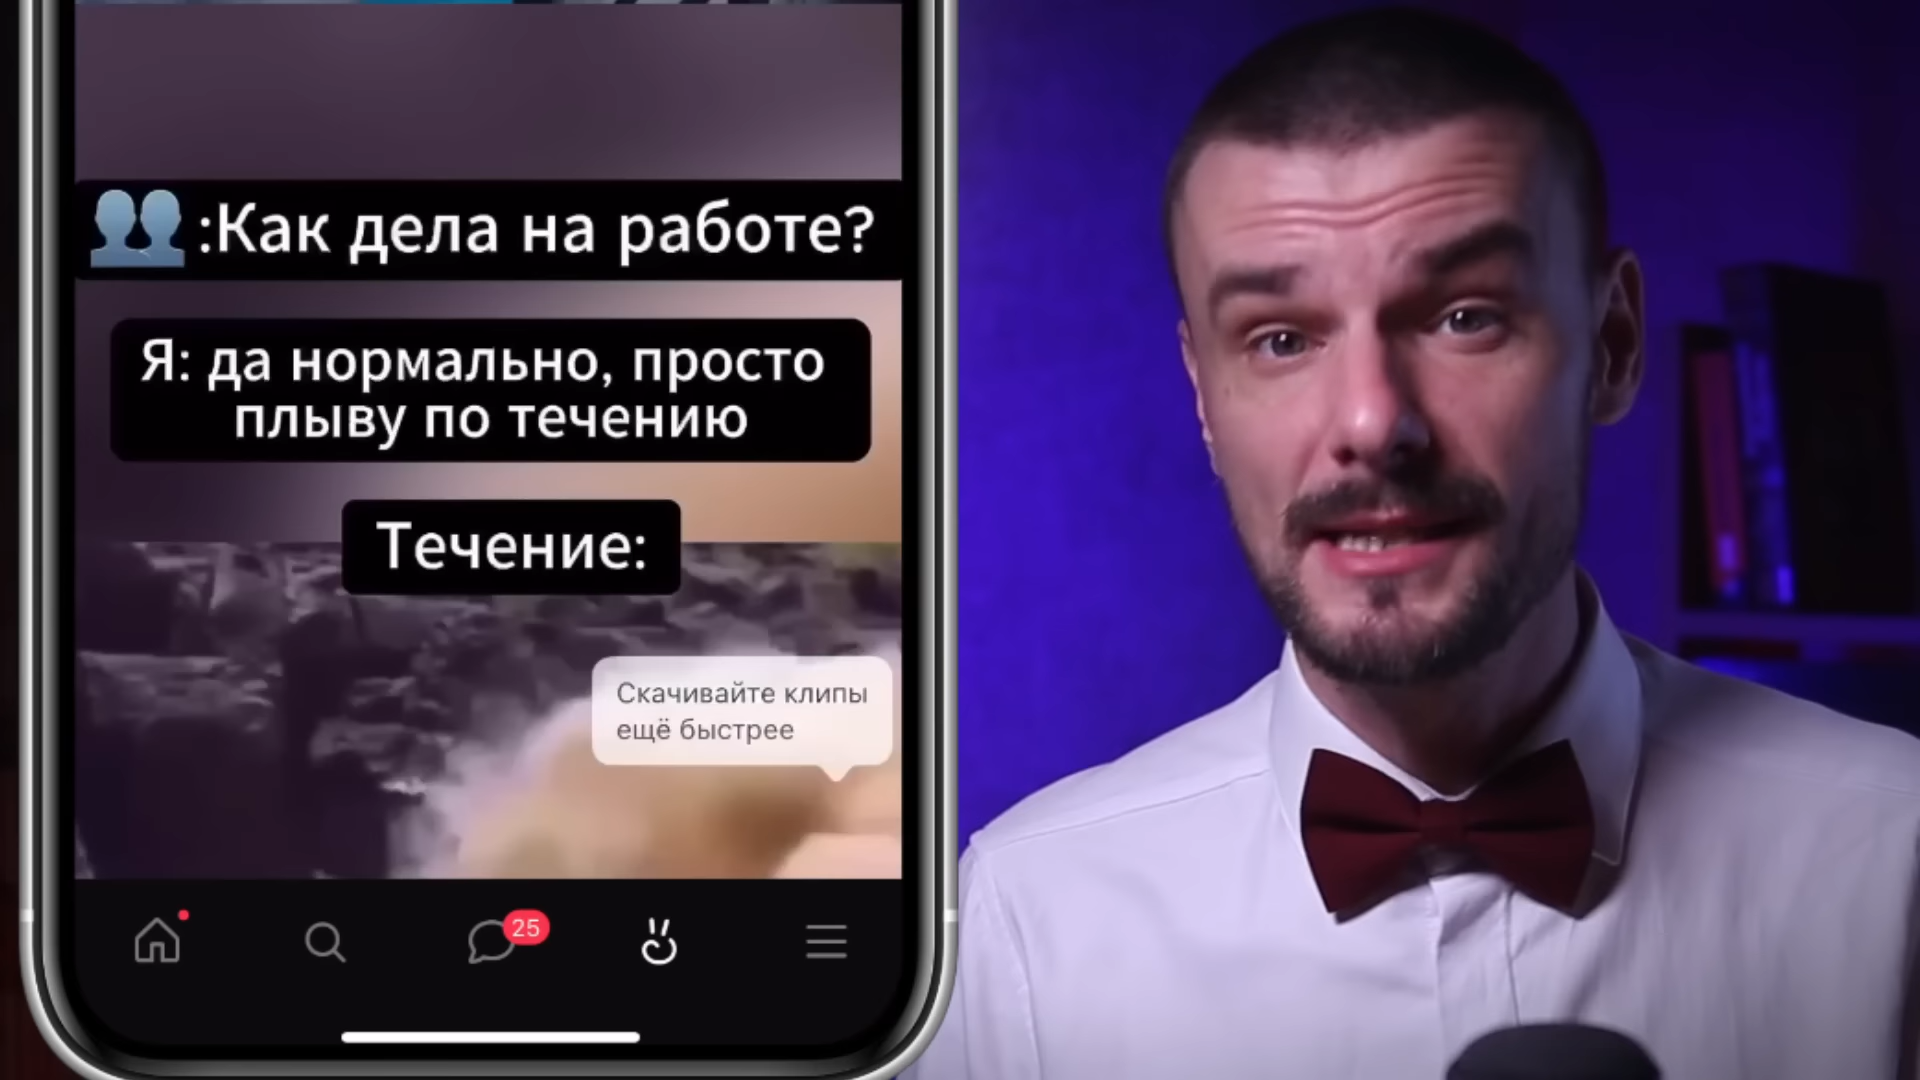 :Как дела на работе?
Я: да нормально, просто
плыву по течению
Течение:
Скачивайте клипы
ещё быстрее
25